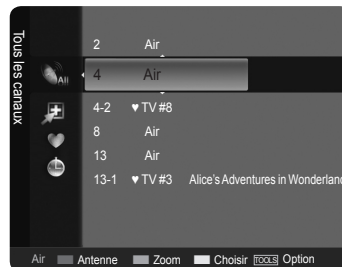 Tous les canaux
All
2 Air
4 Air
4-2 ♥ TV #8
8 Air
13 Air
13-1 ♥ TV #3 Alice's Adventures in Wonderland
Air Antenne Zoom Choisir TOOLS Option